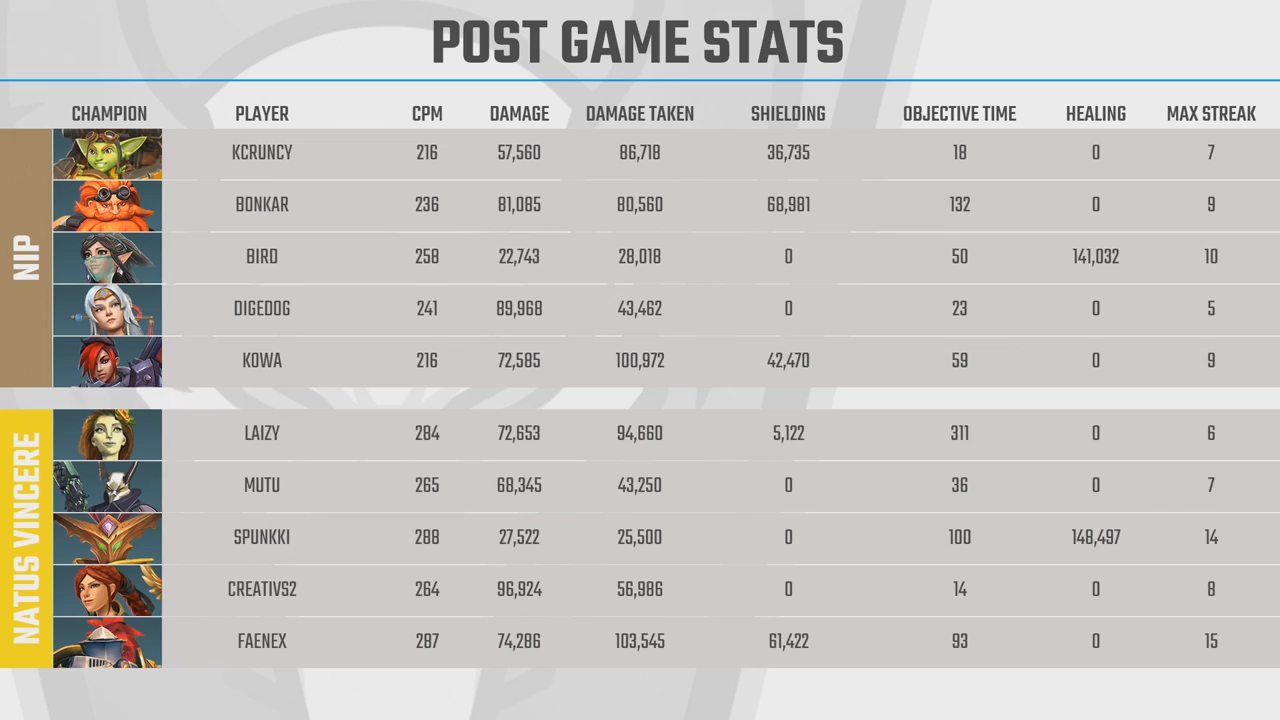 POST GAME STATS
CHAMPION PLAYER CPM DAMAGE DAMAGE TAKEN SHIELDING OBJECTIVE TIME HEALING MAX STREAK
NIP
KCRUNCY 216 57,560 86,718 36,735 18 0 7
BONKAR 236 81,085 80,560 68,981 132 0 9
BIRD 258 22,743 28,018 0 50 141,032 10
DIGEDOG 241 89,968 43,462 0 23 0 5
KOWA 216 72,585 100,972 42,470 59 0 9
NATUS VINCERE
LAIZY 284 72,653 94,660 5,122 311 0 6
MUTU 265 68,345 43,250 0 36 0 7
SPUNKKI 288 27,522 25,500 0 100 148,497 14
CREATIVS2 264 96,924 56,986 0 14 0 8
FAENEX 287 74,286 103,545 61,422 93 0 15